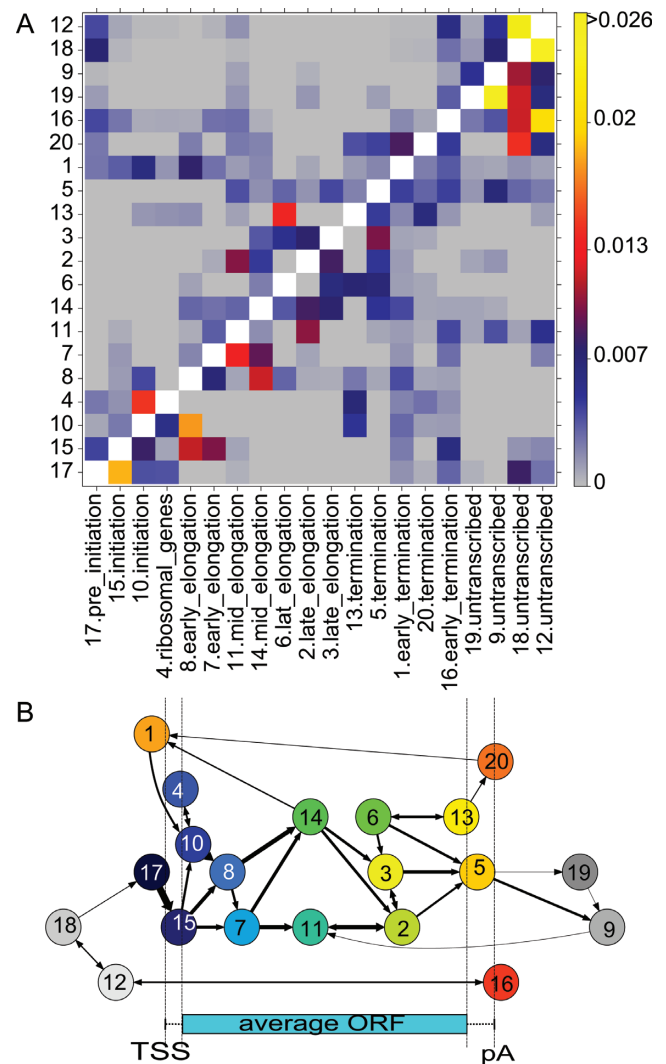 A
12
18
9
19
16
20
1
5
13
3
2
6
14
11
7
8
4
10
15
17
>0.026
0.02
0.013
0.007
0
17.pre_initiation
15.initiation
10.initiation
4.ribosomal_genes
8.early_elongation
7.early_elongation
11.mid_elongation
14.mid_elongation
6.lat_elongation
2.late_elongation
3.late_elongation
13.termination
5.termination
1.early_termination
20.termination
16.early_termination
19.untranscribed
9.untranscribed
18.untranscribed
12.untranscribed
B
1
20
4
14
6
13
10
17
8
3
5
19
18
15
7
11
2
9
12
16
average ORF
TSS
pA